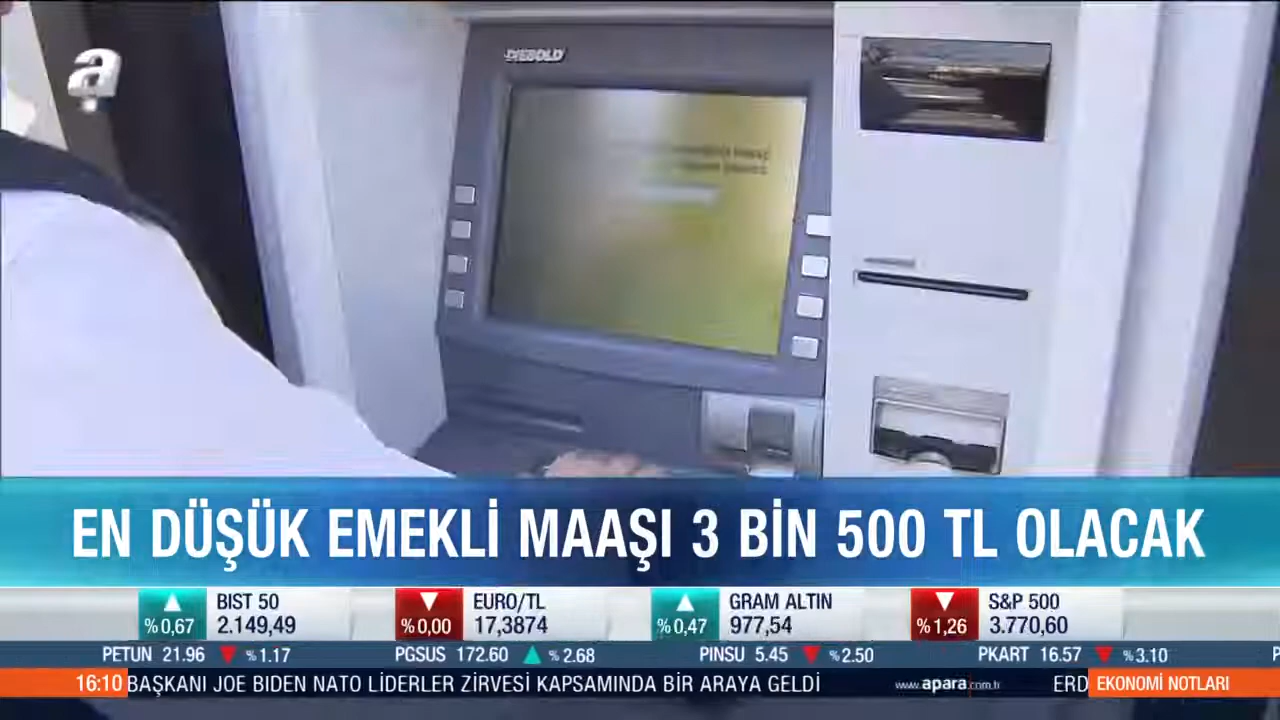 a
DIEBOLD
EN DÜŞÜK EMEKLİ MAAŞI 3 BİN 500 TL OLACAK
%0,67 BIST 50 2.149,49
%0,00 EURO/TL 17,3874
%0,47 GRAM ALTIN 977,54
%1,26 S&P 500 3.770,60
PETUN 21.96 %1.17 PGSUS 172.60 %2.68 PINSU 5.45 %2.50 PKART 16.57 %3.10 P
16:10 BAŞKANI JOE BIDEN NATO LİDERLER ZİRVESİ KAPSAMINDA BİR ARAYA GELDİ www.apara.com.tr ERD EKONOMİ NOTLARI